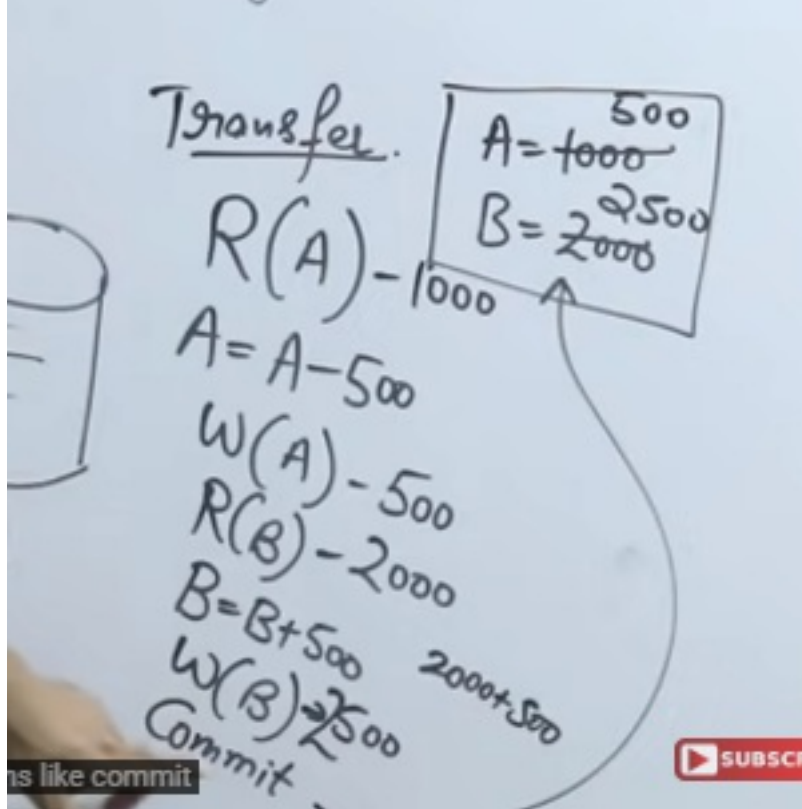 Transfer.
R(A)-1000
A=A-500
W(A)-500
R(B)-2000
B=B+500
2000+500
W(B)→2500
Commit
500
A=1000
2500
B=2000
ns like commit
SUBSCR